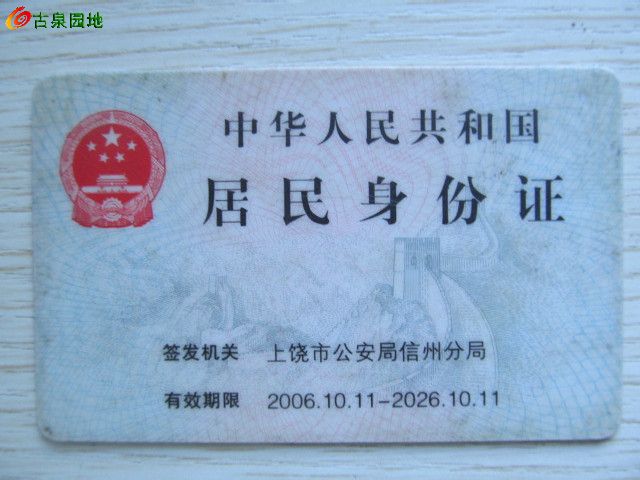 古泉园地
中华人民共和国
居民身份证
签发机关 上饶市公安局信州分局
有效期限 2006.10.11-2026.10.11